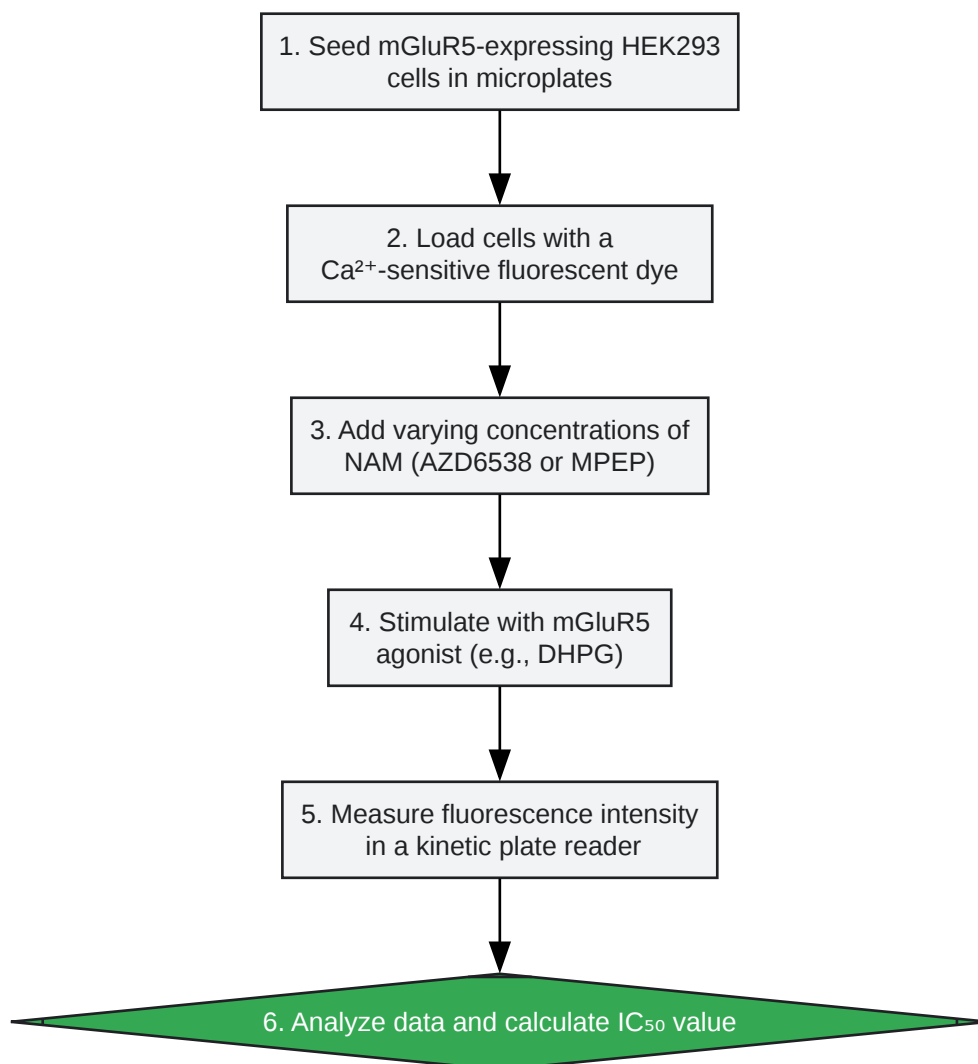 1. Seed mGluR5-expressing HEK293
cells in microplates
2. Load cells with a
Ca²⁺-sensitive fluorescent dye
3. Add varying concentrations of
NAM (AZD6538 or MPEP)
4. Stimulate with mGluR5
agonist (e.g., DHPG)
5. Measure fluorescence intensity
in a kinetic plate reader
6. Analyze data and calculate IC₅₀ value